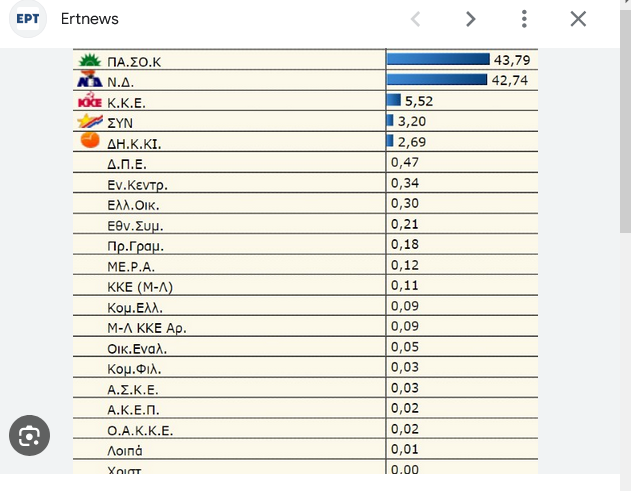 ΕΡΤ Ertnews
ΠΑ.ΣΟ.Κ 43,79
Ν.Δ. 42,74
ΚΚΕ Κ.Κ.Ε. 5,52
ΣΥΝ 3,20
ΔΗ.Κ.ΚΙ. 2,69
Δ.Π.Ε. 0,47
Εν.Κεντρ. 0,34
Ελλ.Οικ. 0,30
Εθν.Συμ. 0,21
Πρ.Γραμ. 0,18
ΜΕ.Ρ.Α. 0,12
ΚΚΕ (Μ-Λ) 0,11
Κομ.Ελλ. 0,09
Μ-Λ ΚΚΕ Αρ. 0,09
Οικ.Εναλ. 0,05
Κομ.Φιλ. 0,03
Α.Σ.Κ.Ε. 0,03
Α.Κ.Ε.Π. 0,02
Ο.Α.Κ.Κ.Ε. 0,02
Λοιπά 0,01
Χριστ 0,00